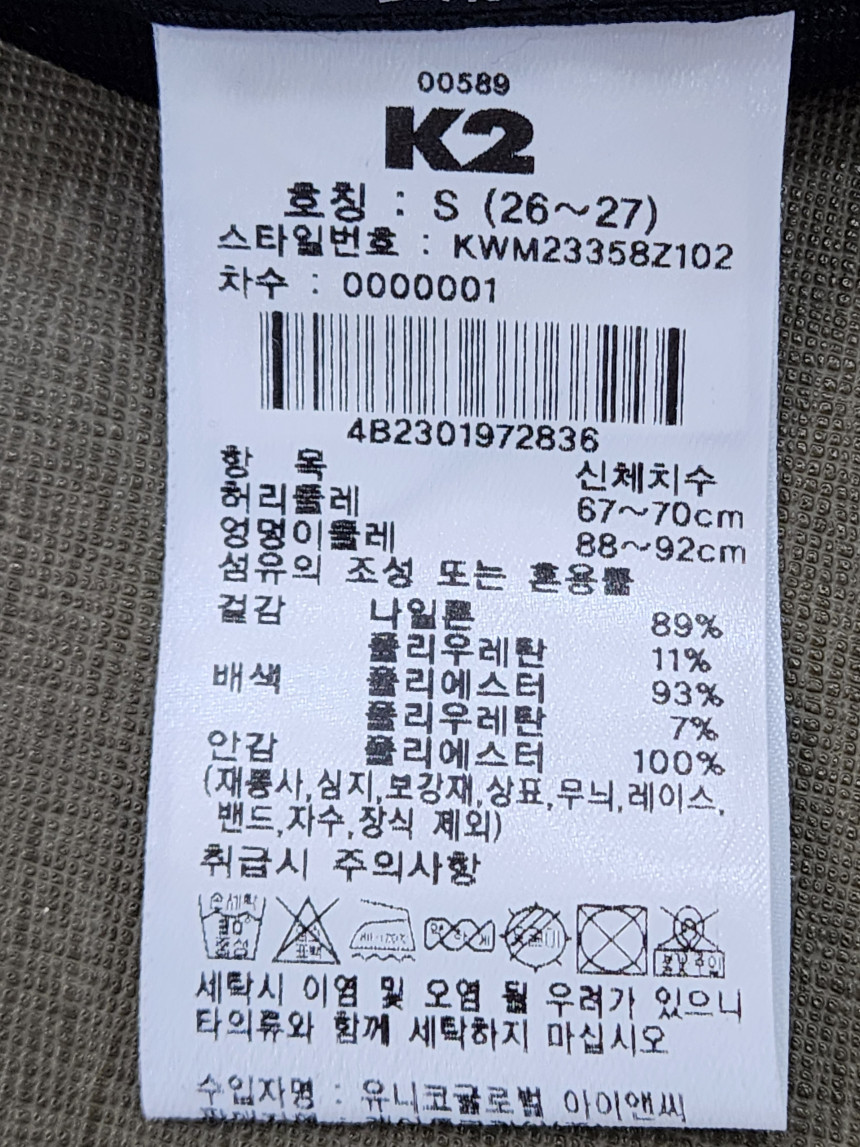 00589
K2
호칭 : S (26~27)
스타일번호 : KWM23358Z102
차수 : 0000001
4B2301972836
항 목 신체치수
허리둘레 67~70cm
엉덩이둘레 88~92cm
섬유의 조성 또는 혼용률
겉감 나일론 89%
폴리우레탄 11%
배색 폴리에스터 93%
폴리우레탄 7%
안감 폴리에스터 100%
(재봉사,심지,보강재,상표,무늬,레이스,
밴드,자수,장식 제외)
취급시 주의사항
손세탁
중성
세탁시 이염 및 오염 될 우려가 있으니
타의류와 함께 세탁하지 마십시오
수입자명 : 유니코글로벌 아이앤씨